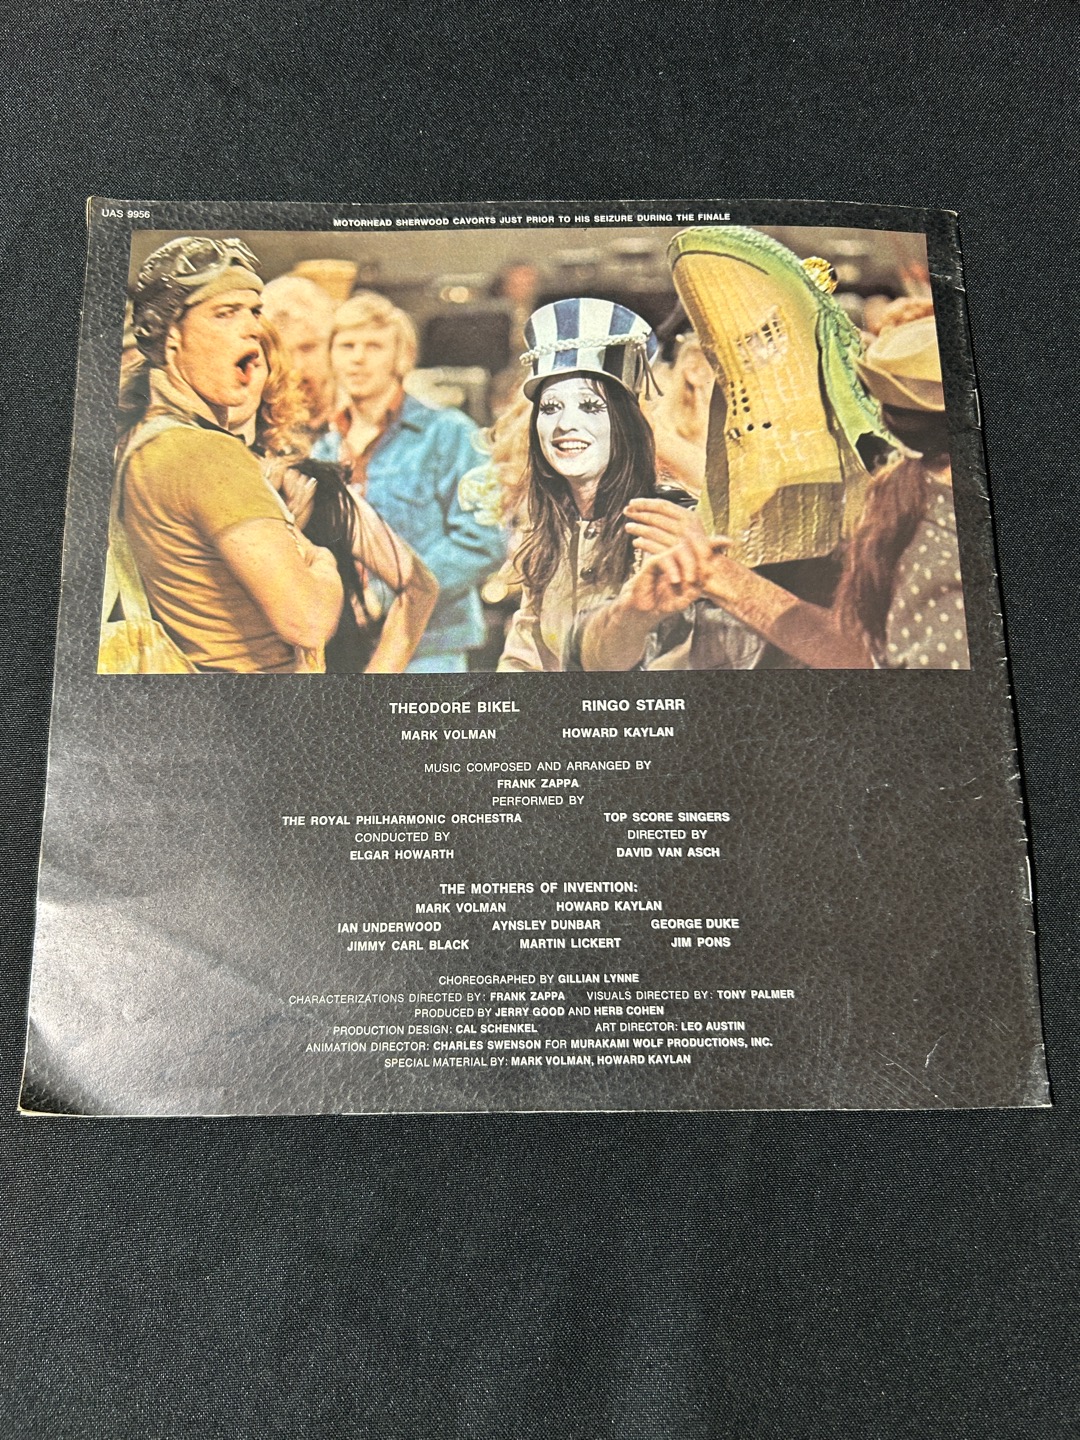 UAS 9956
MOTORHEAD SHERWOOD CAVORTS JUST PRIOR TO HIS SEIZURE DURING THE FINALE
THEODORE BIKEL RINGO STARR
MARK VOLMAN HOWARD KAYLAN
MUSIC COMPOSED AND ARRANGED BY
FRANK ZAPPA
PERFORMED BY
THE ROYAL PHILHARMONIC ORCHESTRA TOP SCORE SINGERS
CONDUCTED BY DIRECTED BY
ELGAR HOWARTH DAVID VAN ASCH
THE MOTHERS OF INVENTION:
MARK VOLMAN HOWARD KAYLAN
IAN UNDERWOOD AYNSLEY DUNBAR GEORGE DUKE
JIMMY CARL BLACK MARTIN LICKERT JIM PONS
CHOREOGRAPHED BY GILLIAN LYNNE
CHARACTERIZATIONS DIRECTED BY: FRANK ZAPPA VISUALS DIRECTED BY: TONY PALMER
PRODUCED BY JERRY GOOD AND HERB COHEN
PRODUCTION DESIGN: CAL SCHENKEL ART DIRECTOR: LEO AUSTIN
ANIMATION DIRECTOR: CHARLES SWENSON FOR MURAKAMI WOLF PRODUCTIONS, INC.
SPECIAL MATERIAL BY: MARK VOLMAN, HOWARD KAYLAN